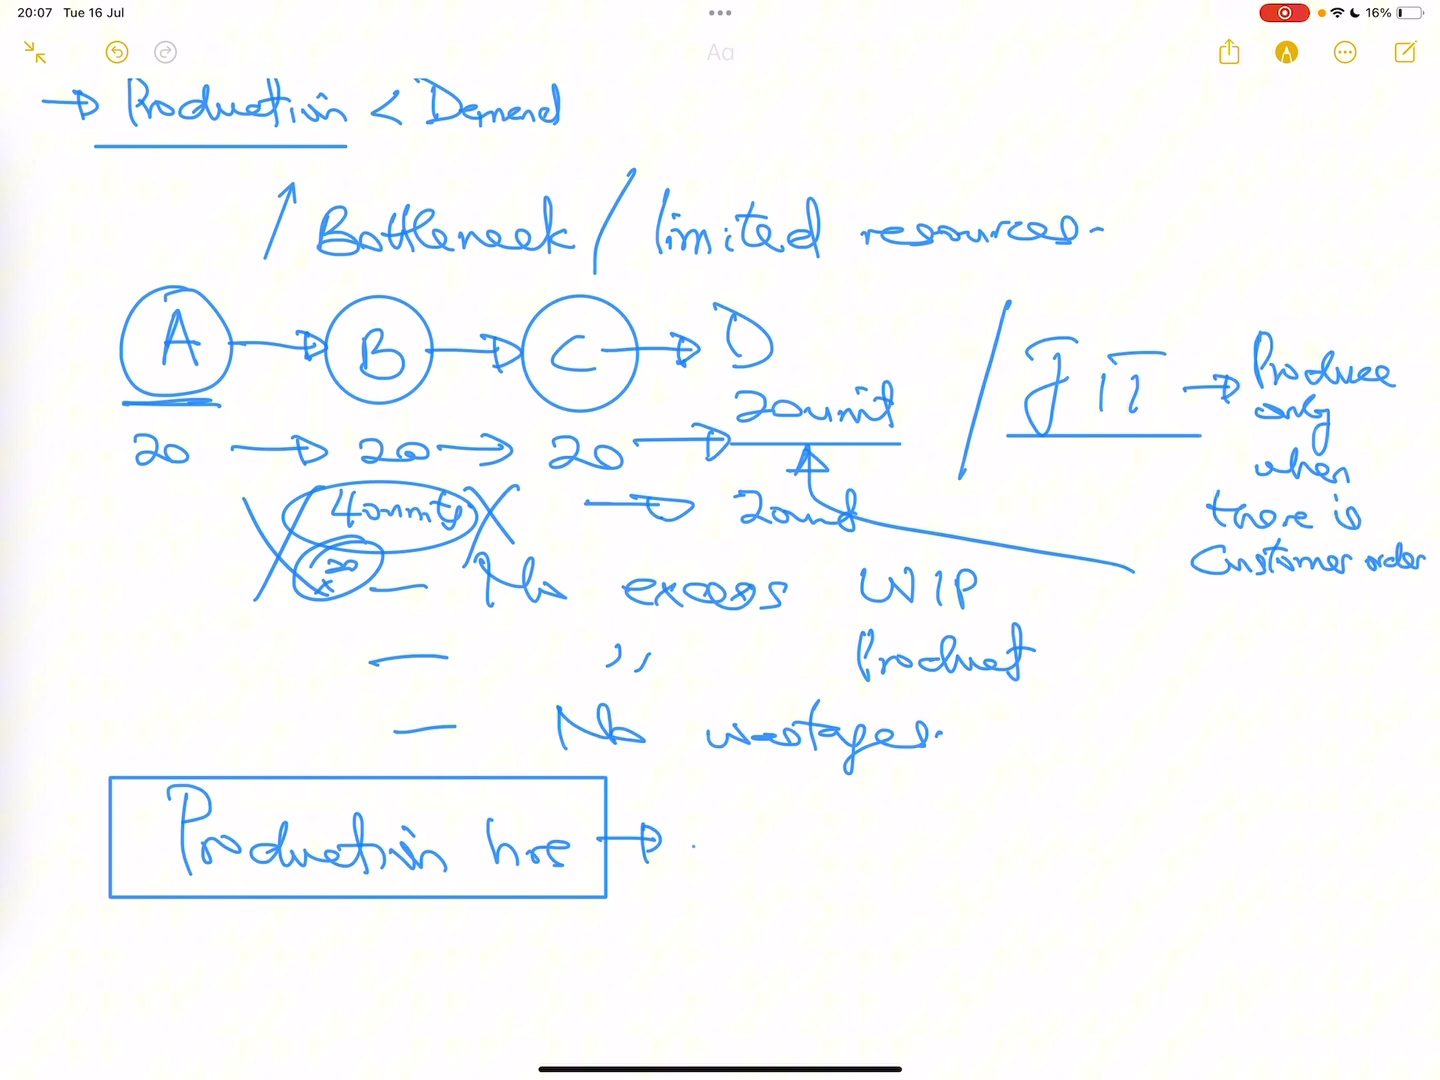 20:07 Tue 16 Jul
16%
Aa
→ Production < Demand
↑ Bottleneck / limited resources.
A → B → C → D
20 unit
20 → 20 → 20 →
40 units → 20 unit
20
x
/ JIT → Produce
only
when
there is
Customer order
— No excess WIP
— ,, Product
— No wastages.
Production hrs →